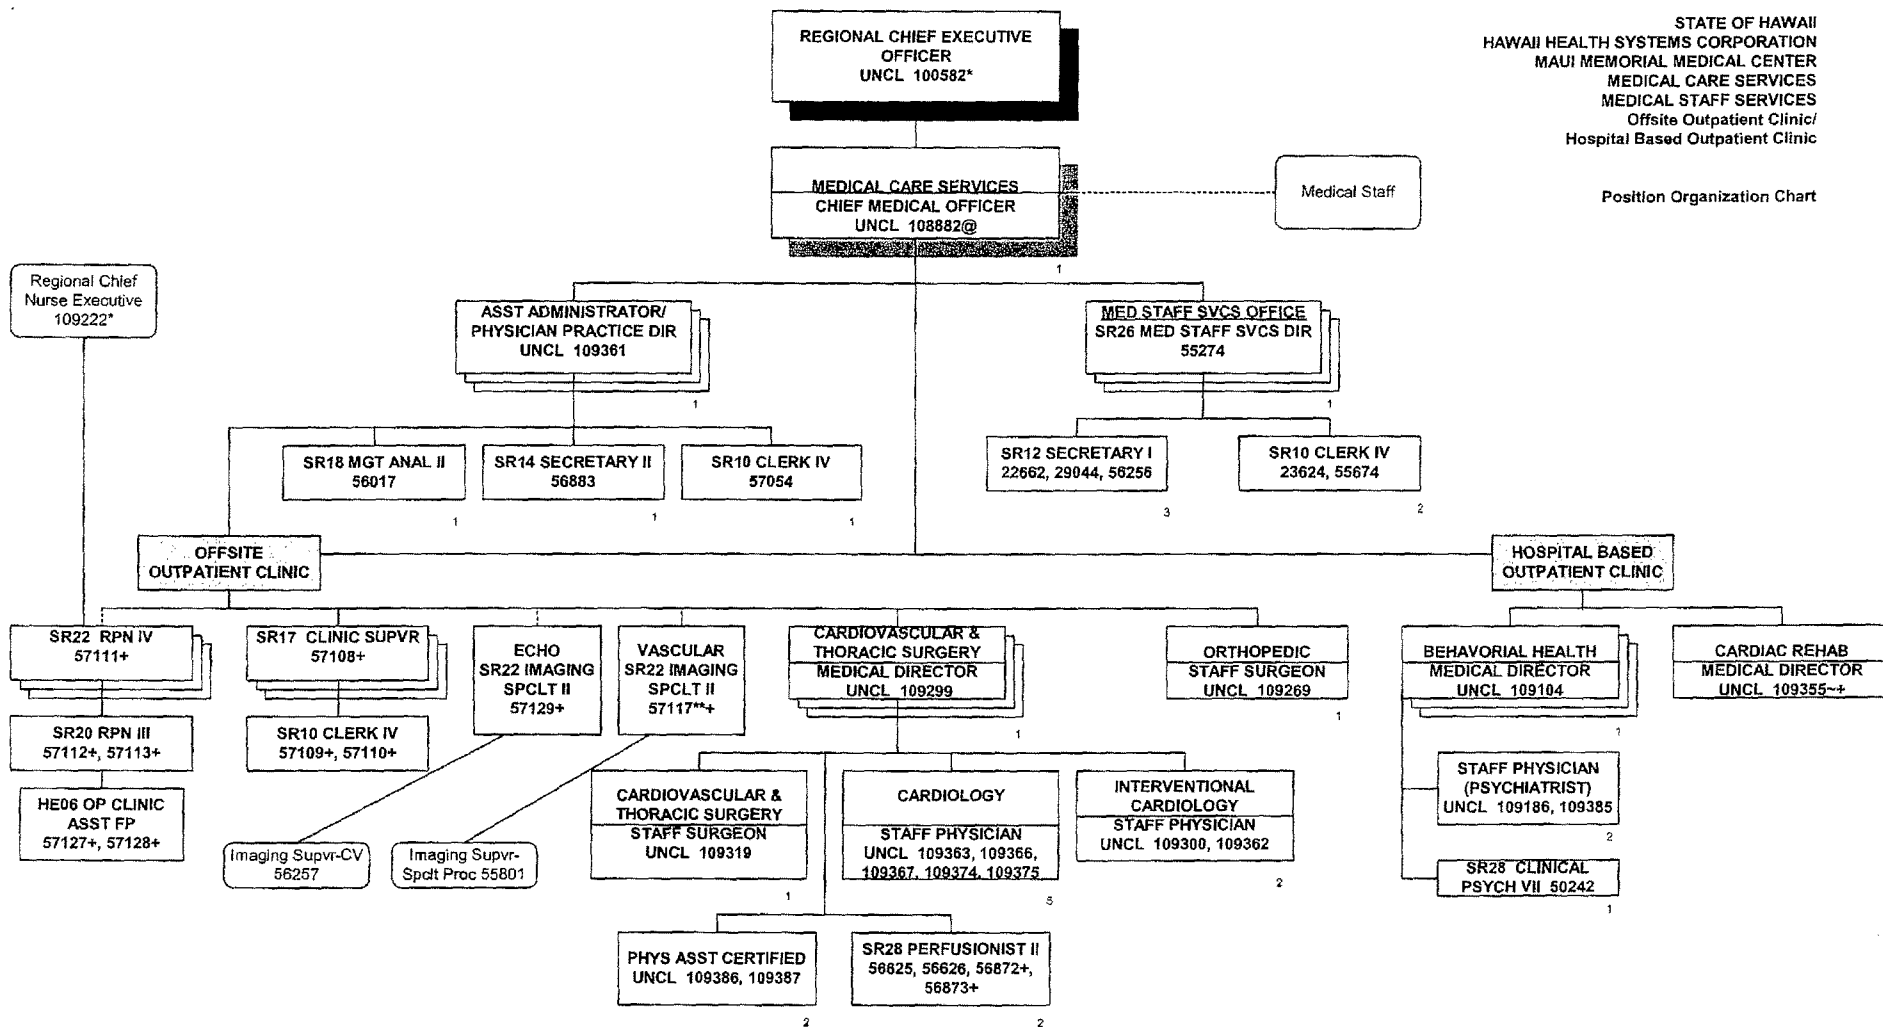 REGIONAL CHIEF EXECUTIVE
OFFICER
UNCL 100582*
STATE OF HAWAII
HAWAII HEALTH SYSTEMS CORPORATION
MAUI MEMORIAL MEDICAL CENTER
MEDICAL CARE SERVICES
MEDICAL STAFF SERVICES
Offsite Outpatient Clinic/
Hospital Based Outpatient Clinic
Position Organization Chart
MEDICAL CARE SERVICES
CHIEF MEDICAL OFFICER
UNCL 108882@
1
Medical Staff
Regional Chief
Nurse Executive
109222*
ASST ADMINISTRATOR/
PHYSICIAN PRACTICE DIR
UNCL 109361
1
MED STAFF SVCS OFFICE
SR26 MED STAFF SVCS DIR
55274
1
SR18 MGT ANAL II
56017
1
SR14 SECRETARY II
56883
1
SR10 CLERK IV
57054
1
SR12 SECRETARY I
22662, 29044, 56256
3
SR10 CLERK IV
23624, 55674
2
OFFSITE
OUTPATIENT CLINIC
HOSPITAL BASED
OUTPATIENT CLINIC
SR22 RPN IV
57111+
SR17 CLINIC SUPVR
57108+
ECHO
SR22 IMAGING
SPCLT II
57129+
VASCULAR
SR22 IMAGING
SPCLT II
57117**+
CARDIOVASCULAR &
THORACIC SURGERY
MEDICAL DIRECTOR
UNCL 109299
1
ORTHOPEDIC
STAFF SURGEON
UNCL 109269
1
BEHAVORIAL HEALTH
MEDICAL DIRECTOR
UNCL 109104
1
CARDIAC REHAB
MEDICAL DIRECTOR
UNCL 109355~+
SR20 RPN III
57112+, 57113+
SR10 CLERK IV
57109+, 57110+
HE06 OP CLINIC
ASST FP
57127+, 57128+
Imaging Supvr-CV
56257
Imaging Supvr-
Spclt Proc 55801
CARDIOVASCULAR &
THORACIC SURGERY
STAFF SURGEON
UNCL 109319
1
CARDIOLOGY
STAFF PHYSICIAN
UNCL 109363, 109366,
109367, 109374, 109375
5
INTERVENTIONAL
CARDIOLOGY
STAFF PHYSICIAN
UNCL 109300, 109362
2
STAFF PHYSICIAN
(PSYCHIATRIST)
UNCL 109186, 109385
2
SR28 CLINICAL
PSYCH VII 50242
1
PHYS ASST CERTIFIED
UNCL 109386, 109387
2
SR28 PERFUSIONIST II
56625, 56626, 56872+,
56873+
2